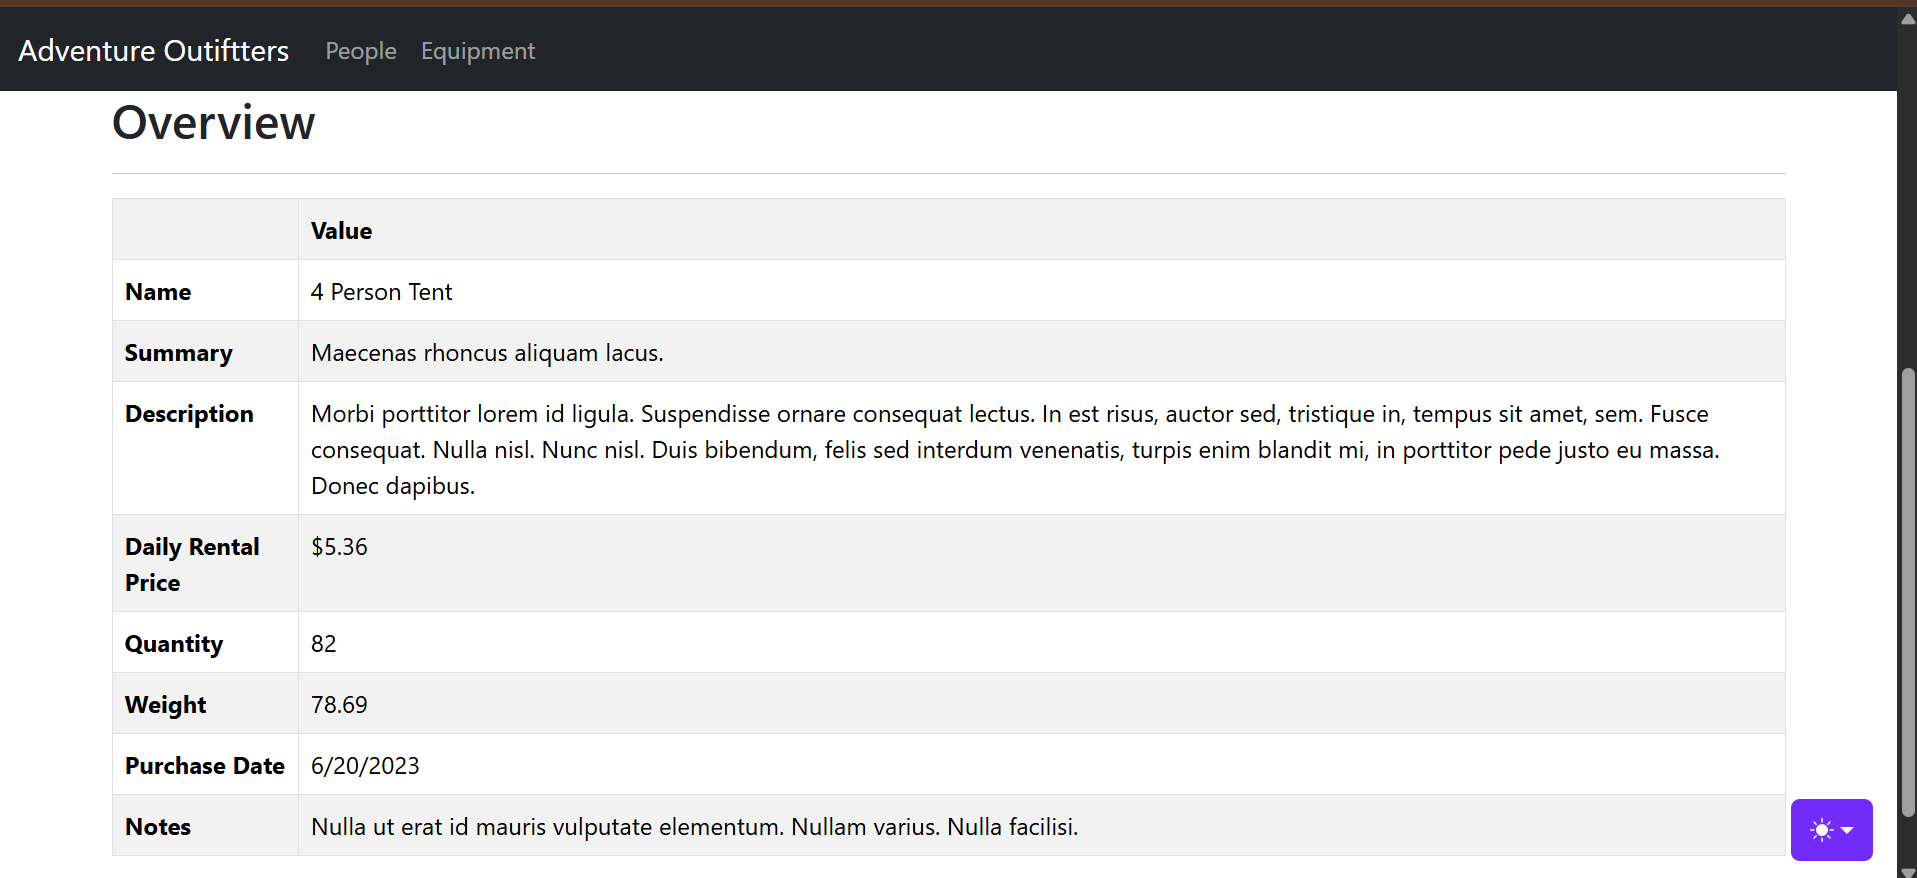 Adventure Outiftters People Equipment
Overview
Value
Name 4 Person Tent
Summary Maecenas rhoncus aliquam lacus.
Description Morbi porttitor lorem id ligula. Suspendisse ornare consequat lectus. In est risus, auctor sed, tristique in, tempus sit amet, sem. Fusce
consequat. Nulla nisl. Nunc nisl. Duis bibendum, felis sed interdum venenatis, turpis enim blandit mi, in porttitor pede justo eu massa.
Donec dapibus.
Daily Rental $5.36
Price
Quantity 82
Weight 78.69
Purchase Date 6/20/2023
Notes Nulla ut erat id mauris vulputate elementum. Nullam varius. Nulla facilisi.